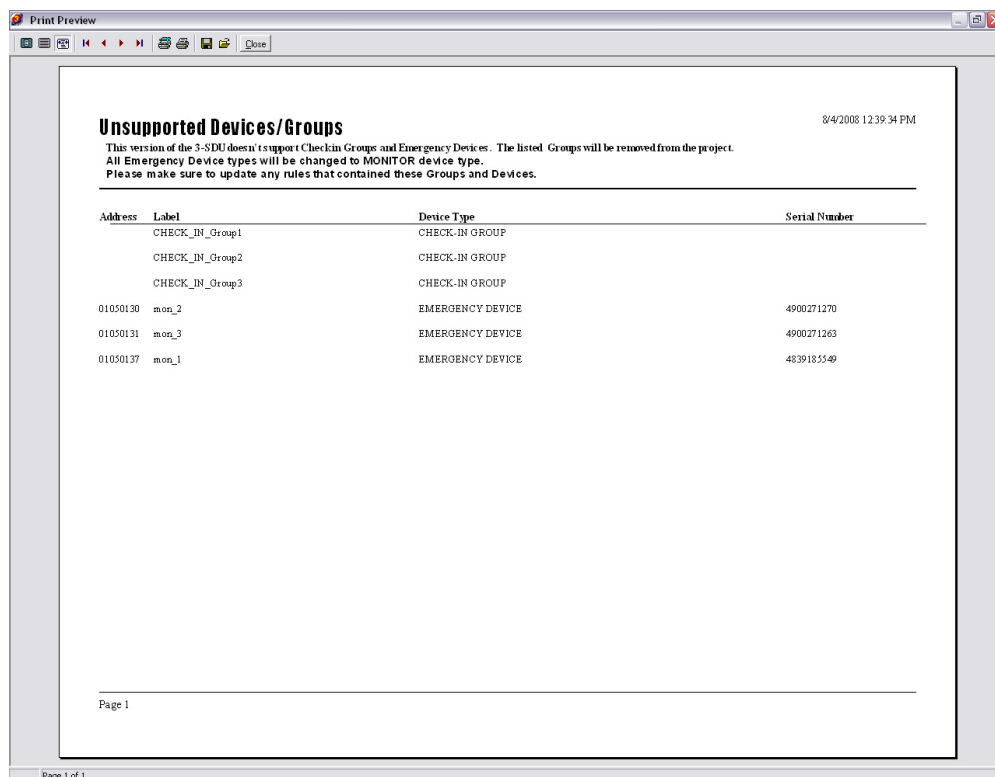 Print Preview
Close
Unsupported Devices/Groups
8/4/2008 12:39:34 PM
This version of the 3-SDU doesn't support Checkin Groups and Emergency Devices. The listed Groups will be removed from the project.
All Emergency Device types will be changed to MONITOR device type.
Please make sure to update any rules that contained these Groups and Devices.
Address Label Device Type Serial Number
CHECK_IN_Group1 CHECK-IN GROUP
CHECK_IN_Group2 CHECK-IN GROUP
CHECK_IN_Group3 CHECK-IN GROUP
01050130 mon_2 EMERGENCY DEVICE 4900271270
01050131 mon_3 EMERGENCY DEVICE 4900271263
01050137 mon_1 EMERGENCY DEVICE 4839185549
Page 1
Page 1 of 1